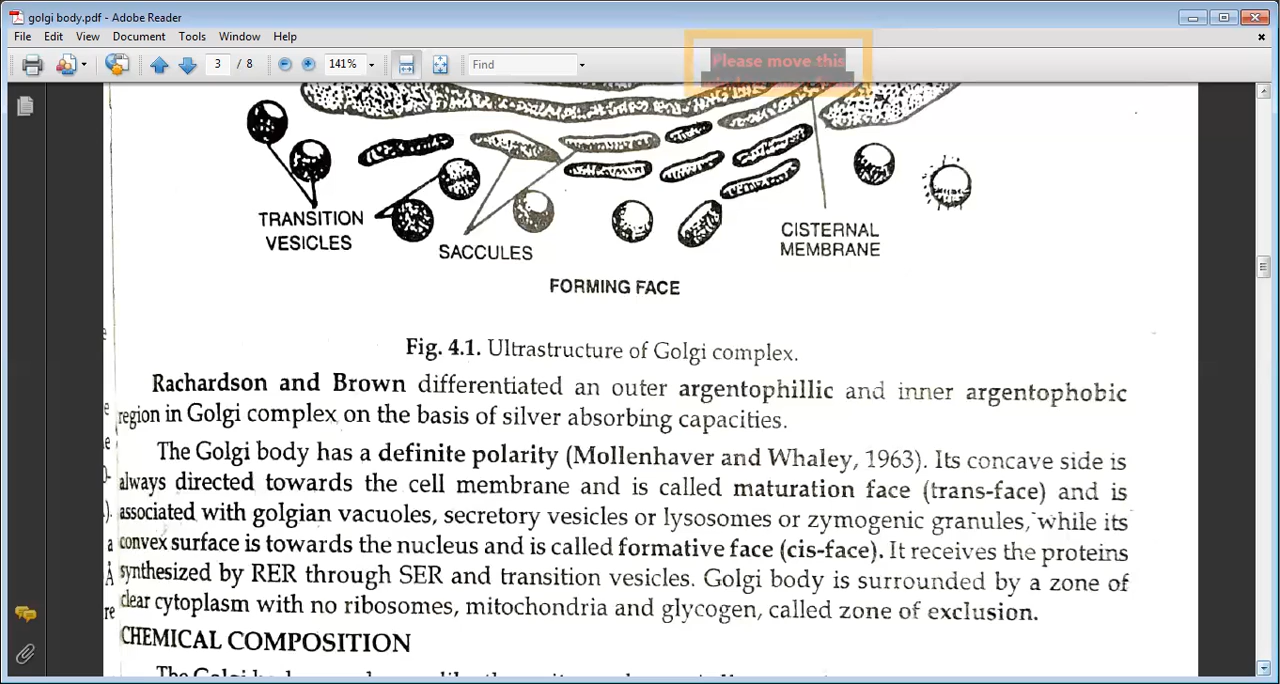 golgi body.pdf - Adobe Reader
File Edit View Document Tools Window Help
3 / 8 141% Find
Please move this
TRANSITION
VESICLES
SACCULES
CISTERNAL
MEMBRANE
FORMING FACE
Fig. 4.1. Ultrastructure of Golgi complex.
Rachardson and Brown differentiated an outer argentophillic and inner argentophobic
region in Golgi complex on the basis of silver absorbing capacities.
The Golgi body has a definite polarity (Mollenhaver and Whaley, 1963). Its concave side is
always directed towards the cell membrane and is called maturation face (trans-face) and is
associated with golgian vacuoles, secretory vesicles or lysosomes or zymogenic granules, while its
convex surface is towards the nucleus and is called formative face (cis-face). It receives the proteins
synthesized by RER through SER and transition vesicles. Golgi body is surrounded by a zone of
clear cytoplasm with no ribosomes, mitochondria and glycogen, called zone of exclusion.
CHEMICAL COMPOSITION
The Golgi